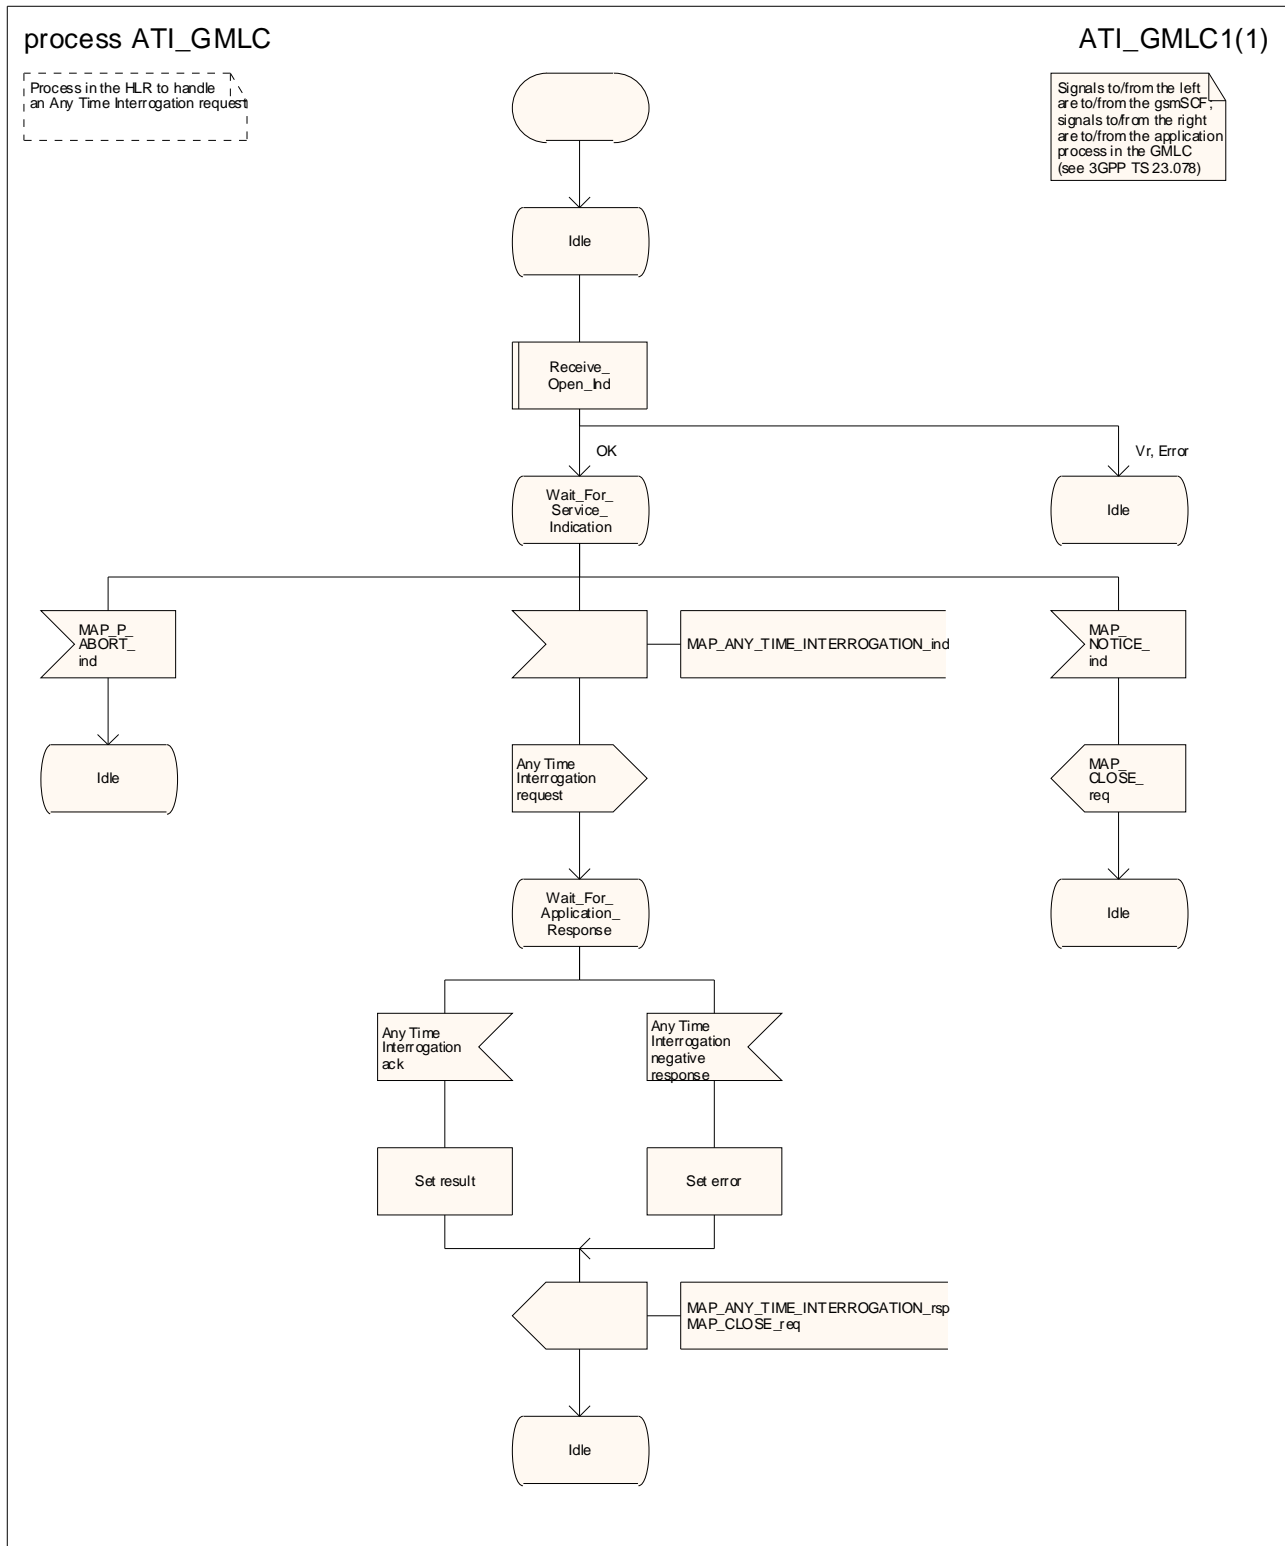 process ATI_GMLC
ATI_GMLC1(1)
Process in the HLR to handle
an Any Time Interrogation request
Signals to/from the left
are to/from the gsmSCF;
signals to/from the right
are to/from the application
process in the GMLC
(see 3GPP TS 23.078)
Idle
Receive_
Open_Ind
OK
Vr, Error
Wait_For_
Service_
Indication
Idle
MAP_P_
ABORT_
ind
MAP_ANY_TIME_INTERROGATION_ind
MAP_
NOTICE_
ind
Idle
Any Time
Interrogation
request
MAP_
CLOSE_
req
Wait_For_
Application_
Response
Idle
Any Time
Interrogation
ack
Any Time
Interrogation
negative
response
Set result
Set error
MAP_ANY_TIME_INTERROGATION_rsp
MAP_CLOSE_req
Idle